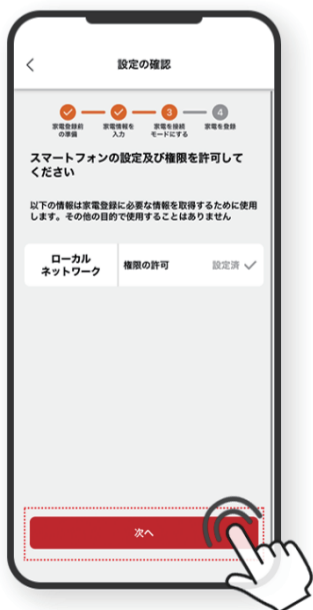 設定の確認
3
4
家電登録前
の準備
家電情報を
入力
家電を接続
モードにする
家電を登録
スマートフォンの設定及び権限を許可して
ください
以下の情報は家電登録に必要な情報を取得するために使用
します。その他の目的で使用することはありません
ローカル
ネットワーク
権限の許可
設定済
次へ